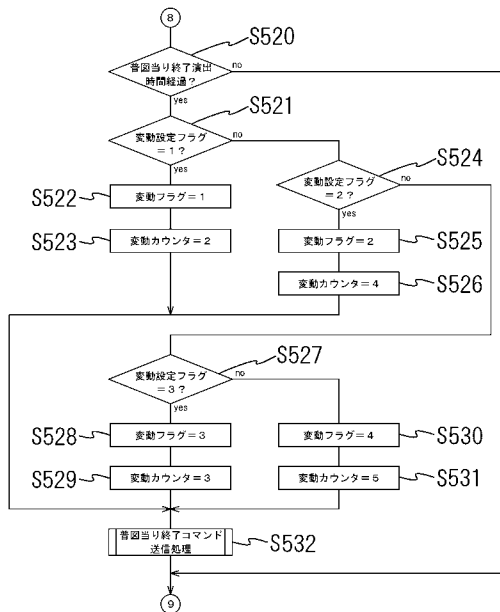 8
S520
普図当り終了演出
時間経過?
no
yes
S521
変動設定フラグ
=1?
no
yes
S524
変動設定フラグ
=2?
no
yes
S522
変動フラグ=1
S523
変動カウンタ=2
変動フラグ=2
S525
変動カウンタ=4
S526
S527
変動設定フラグ
=3?
no
yes
S528
変動フラグ=3
変動フラグ=4
S530
S529
変動カウンタ=3
変動カウンタ=5
S531
普図当り終了コマンド
送信処理
S532
9